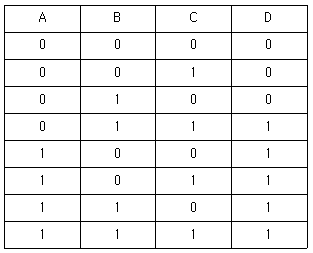 A B C D
0 0 0 0
0 0 1 0
0 1 0 0
0 1 1 1
1 0 0 1
1 0 1 1
1 1 0 1
1 1 1 1